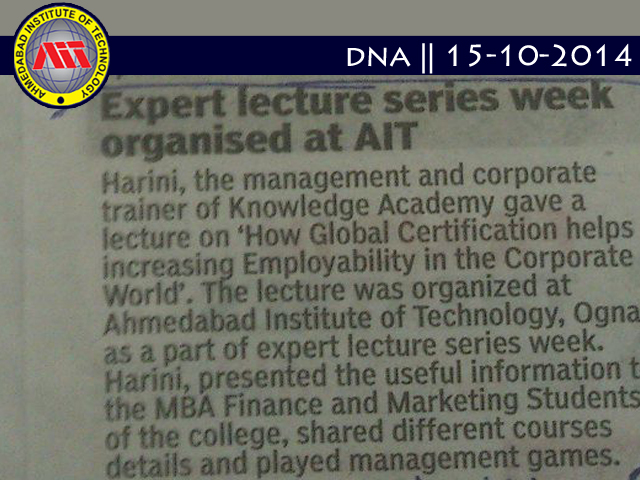 AHMEDABAD INSTITUTE OF TECHNOLOGY
AIT
DNA || 15-10-2014
Expert lecture series week
organised at AIT
Harini, the management and corporate
trainer of Knowledge Academy gave a
lecture on ‘How Global Certification helps
increasing Employability in the Corporate
World’. The lecture was organized at
Ahmedabad Institute of Technology, Ogna
as a part of expert lecture series week.
Harini, presented the useful information t
the MBA Finance and Marketing Students
of the college, shared different courses
details and played management games.